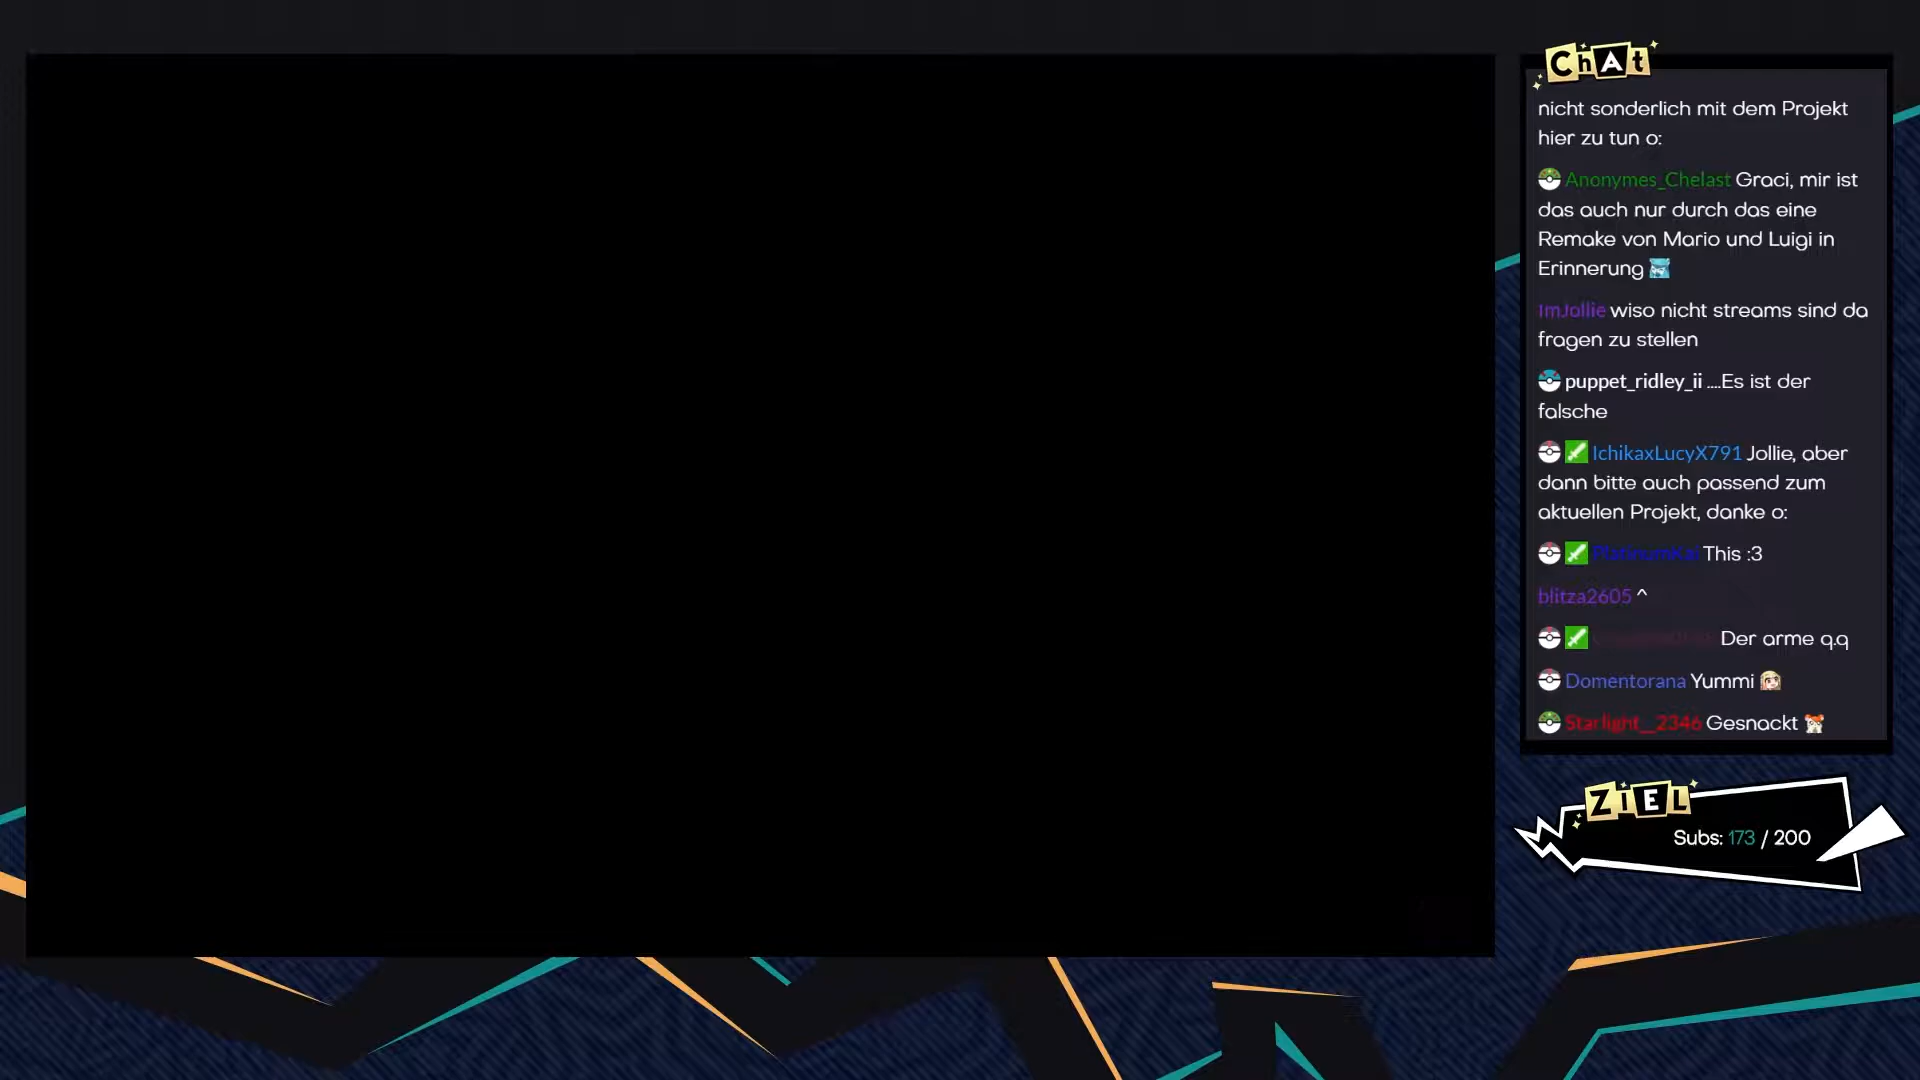 ChAt
nicht sonderlich mit dem Projekt
hier zu tun o:
Anonymes_Chelast Graci, mir ist
das auch nur durch das eine
Remake von Mario und Luigi in
Erinnerung
ImJollie wiso nicht streams sind da
fragen zu stellen
puppet_ridley_ii ....Es ist der
falsche
IchikaxLucyX791 Jollie, aber
dann bitte auch passend zum
aktuellen Projekt, danke o:
PlatinumKai This :3
blitza2605 ^
Der arme q.q
Domentorana Yummi
Starlight__2346 Gesnackt
ZIEL
Subs: 173 / 200